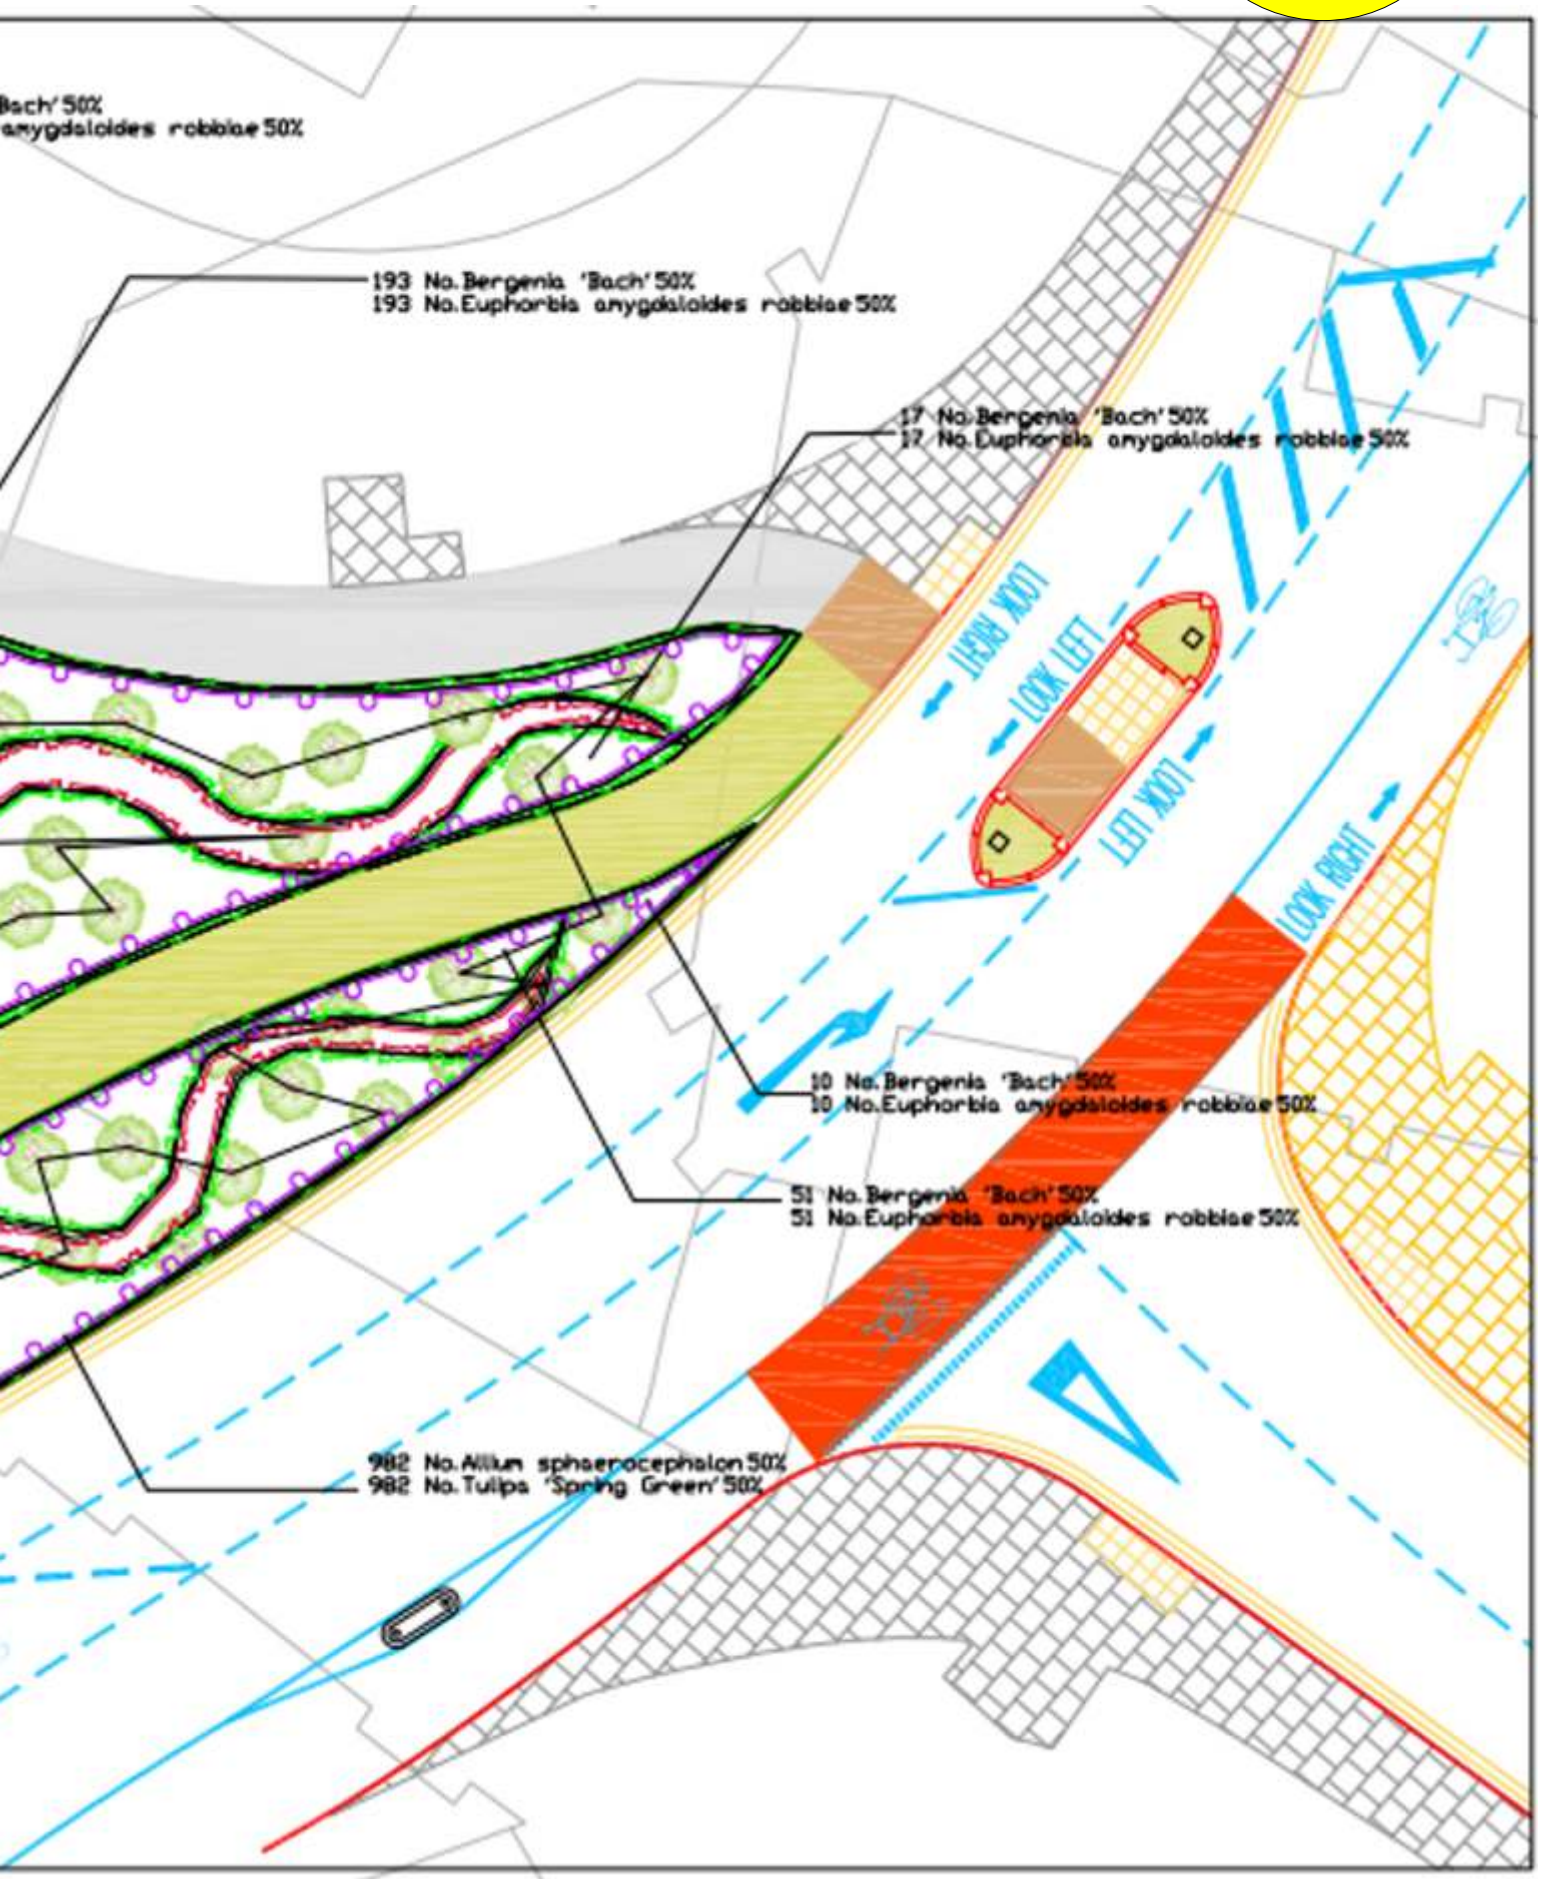 Bach' 50%
amygdaloides robbiae 50%
193 No. Bergenia 'Bach' 50%
193 No. Euphorbia amygdaloides robbiae 50%
17 No. Bergenia 'Bach' 50%
17 No. Euphorbia amygdaloides robbiae 50%
LOOK RIGHT
LOOK LEFT
LOOK LEFT
LOOK RIGHT
10 No. Bergenia 'Bach' 50%
10 No. Euphorbia amygdaloides robbiae 50%
51 No. Bergenia 'Bach' 50%
51 No. Euphorbia amygdaloides robbiae 50%
982 No. Allium sphaerocephalon 50%
982 No. Tulipa 'Spring Green' 50%